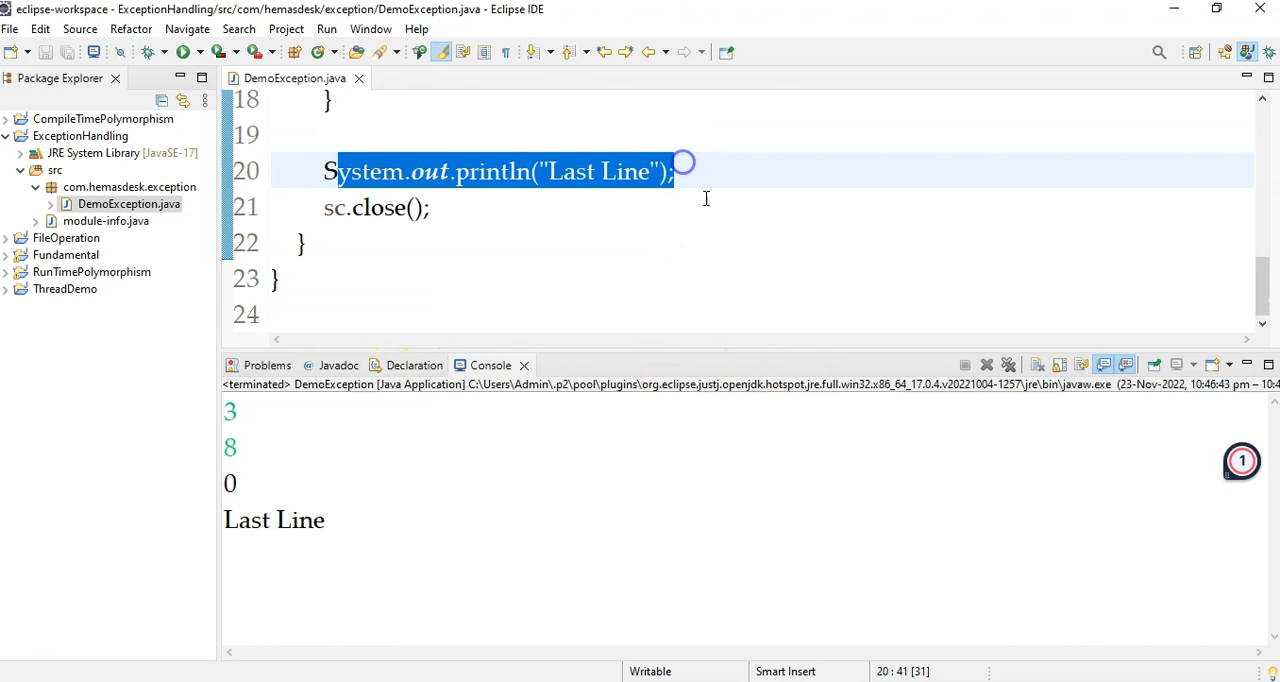 eclipse-workspace - ExceptionHandling/src/com/hemasdesk/exception/DemoException.java - Eclipse IDE
File Edit Source Refactor Navigate Search Project Run Window Help
Package Explorer
DemoException.java
CompileTimePolymorphism
ExceptionHandling
JRE System Library [JavaSE-17]
src
com.hemasdesk.exception
DemoException.java
module-info.java
FileOperation
Fundamental
RunTimePolymorphism
ThreadDemo
18 }
19
20 System.out.println("Last Line");
21 sc.close();
22 }
23 }
24
Problems @ Javadoc Declaration Console
<terminated> DemoException [Java Application] C:\Users\Admin\.p2\pool\plugins\org.eclipse.justj.openjdk.hotspot.jre.full.win32.x86_64_17.0.4.v20221004-1257\jre\bin\javaw.exe (23-Nov-2022, 10:46:43 pm – 10:4
3
8
0
Last Line
1
Writable Smart Insert 20 : 41 [31]